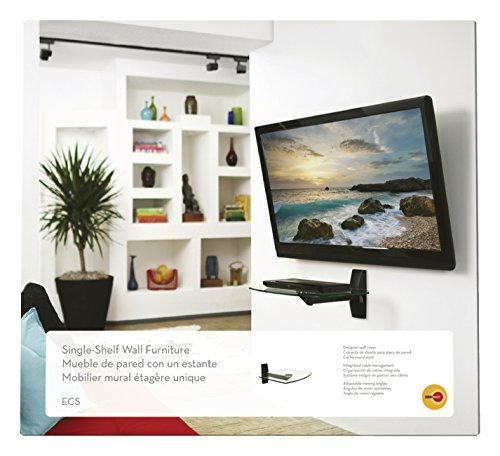 Single-Shelf Wall Furniture
Mueble de pared con un estante
Mobilier mural étagère unique
ECS
Designer wall cover
Cubierta de diseño para placa de pared
Cache mural stylé
Integrated cable management
Organización de cables integrada
Système intégré de gestion des câbles
Adjustable viewing angles
Ángulos de visión ajustables
Angle de vision réglable
OMNIMOUNT